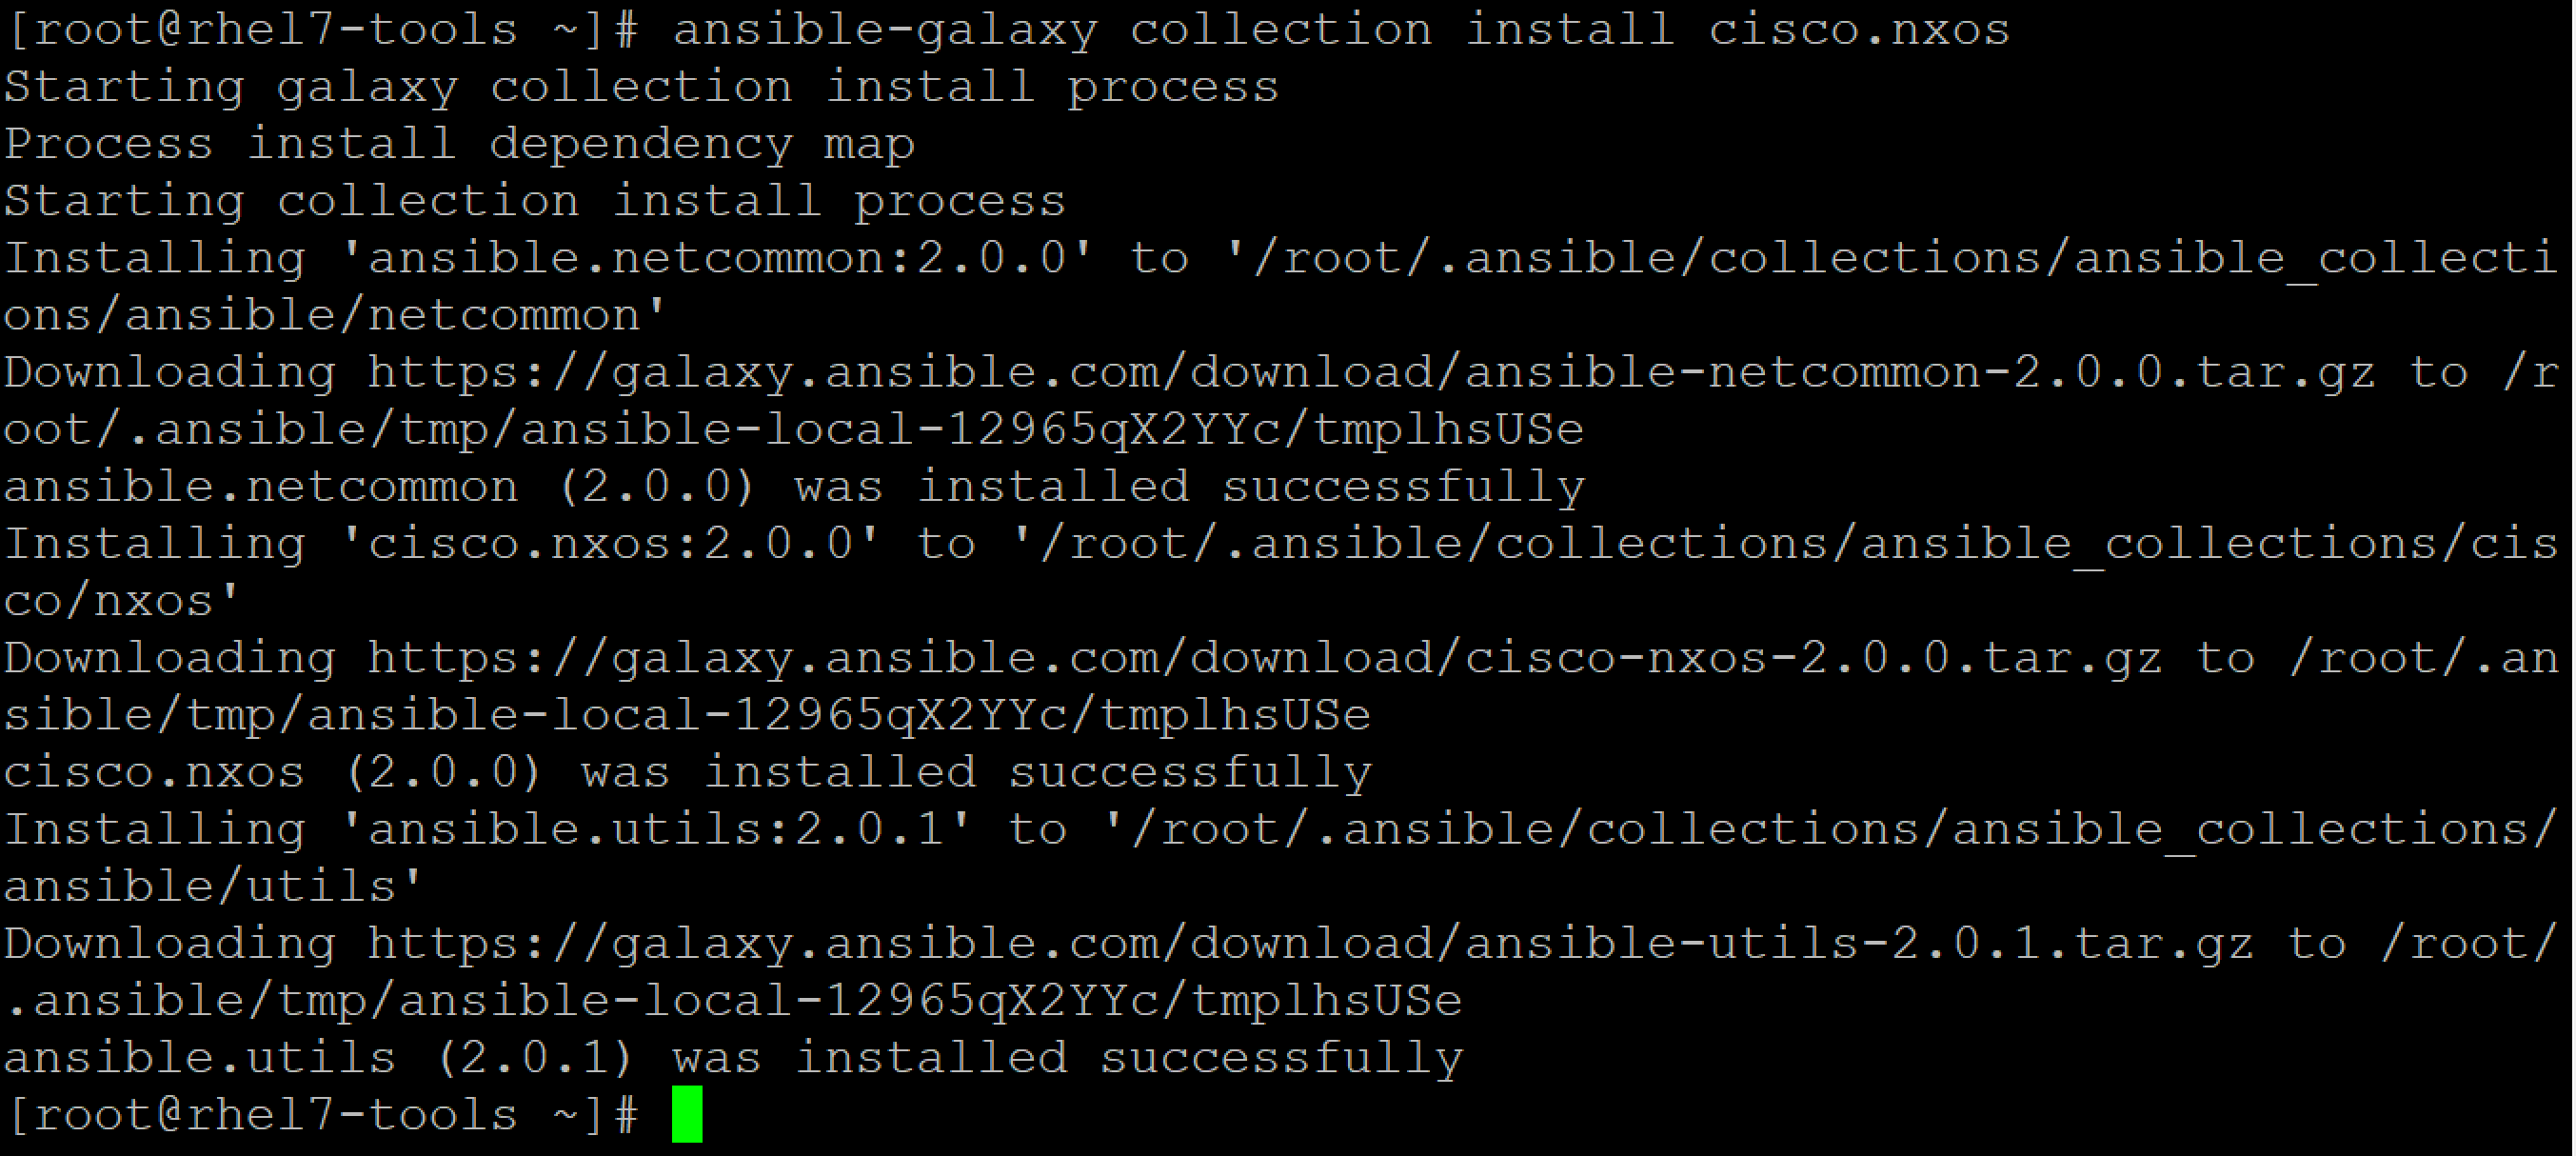 [root@rhel7-tools ~]# ansible-galaxy collection install cisco.nxos
Starting galaxy collection install process
Process install dependency map
Starting collection install process
Installing 'ansible.netcommon:2.0.0' to '/root/.ansible/collections/ansible_collecti
ons/ansible/netcommon'
Downloading https://galaxy.ansible.com/download/ansible-netcommon-2.0.0.tar.gz to /r
oot/.ansible/tmp/ansible-local-12965qX2YYc/tmplhsUSe
ansible.netcommon (2.0.0) was installed successfully
Installing 'cisco.nxos:2.0.0' to '/root/.ansible/collections/ansible_collections/cis
co/nxos'
Downloading https://galaxy.ansible.com/download/cisco-nxos-2.0.0.tar.gz to /root/.an
sible/tmp/ansible-local-12965qX2YYc/tmplhsUSe
cisco.nxos (2.0.0) was installed successfully
Installing 'ansible.utils:2.0.1' to '/root/.ansible/collections/ansible_collections/
ansible/utils'
Downloading https://galaxy.ansible.com/download/ansible-utils-2.0.1.tar.gz to /root/
.ansible/tmp/ansible-local-12965qX2YYc/tmplhsUSe
ansible.utils (2.0.1) was installed successfully
[root@rhel7-tools ~]#